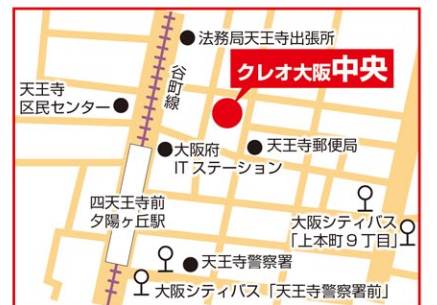 法務局天王寺出張所
クレオ大阪中央
谷町線
天王寺
区民センター
大阪府
ITステーション
天王寺郵便局
四天王寺前
夕陽ヶ丘駅
大阪シティバス
「上本町9丁目」
天王寺警察署
大阪シティバス「天王寺警察署前」